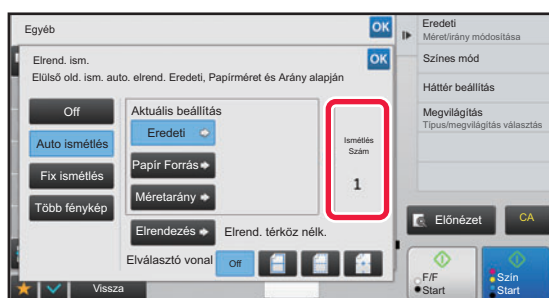 Egyéb
OK
Elrend. ism.
OK
Elülső old. ism. auto. elrend. Eredeti, Papírméret és Arány alapján
Off
Auto ismétlés
Fix ismétlés
Több fénykép
Aktuális beállítás
Eredeti
Papír Forrás
Méretarány
Elrendezés
Elrend. térköz nélk.
Elválasztó vonal
Off
Ismétlés
Szám
1
Vissza
Eredeti
Méret/irány módosítása
Színes mód
Háttér beállítás
Megvilágítás
Típus/megvilágítás választás
Előnézet
CA
F/F
Start
Szín
Start